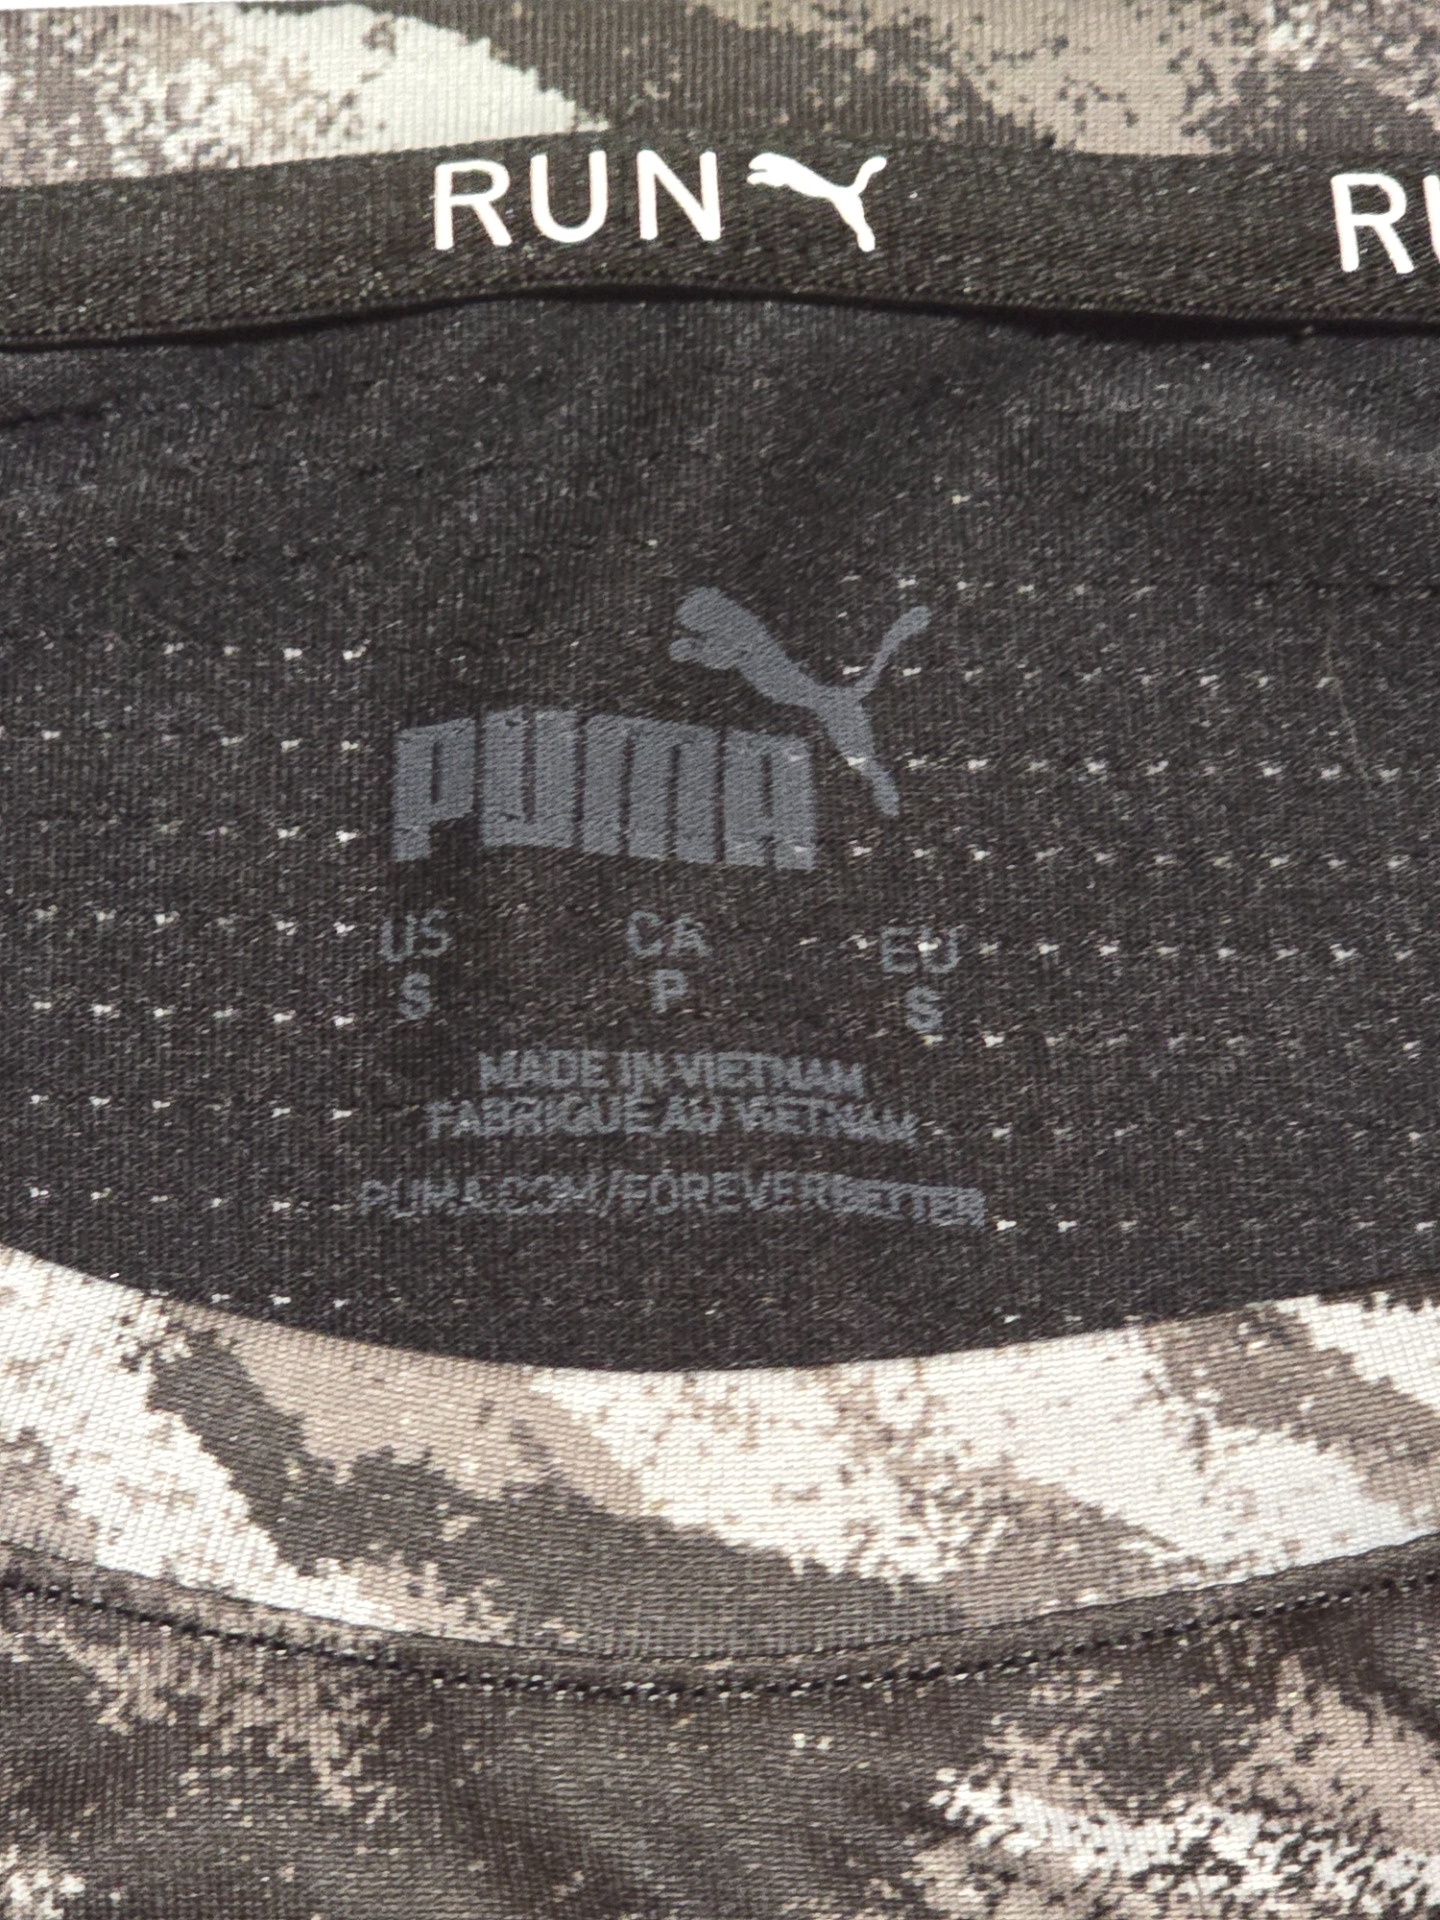 RUN
RU
PUMA
US CA EU
S P S
MADE IN VIETNAM
FABRIQUE AU VIETNAM
PUMA.COM/FOREVERBETTER